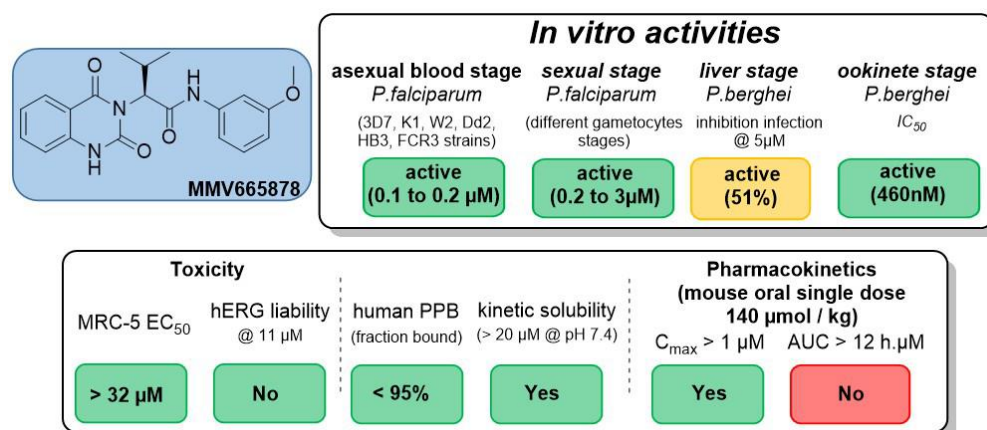 In vitro activities
asexual blood stage
P.falciparum
(3D7, K1, W2, Dd2,
HB3, FCR3 strains)
active
(0.1 to 0.2 µM)
sexual stage
P.falciparum
(different gametocytes
stages)
active
(0.2 to 3µM)
liver stage
P.berghei
inhibition infection
@ 5µM
active
(51%)
ookinete stage
P.berghei
IC50
active
(460nM)
O
N
O
H
N
O
N
H
O
MMV665878
Toxicity
MRC-5 EC50
> 32 µM
hERG liability
@ 11 µM
No
human PPB
(fraction bound)
< 95%
kinetic solubility
(> 20 µM @ pH 7.4)
Yes
Pharmacokinetics
(mouse oral single dose
140 µmol / kg)
Cmax > 1 µM
Yes
AUC > 12 h.µM
No